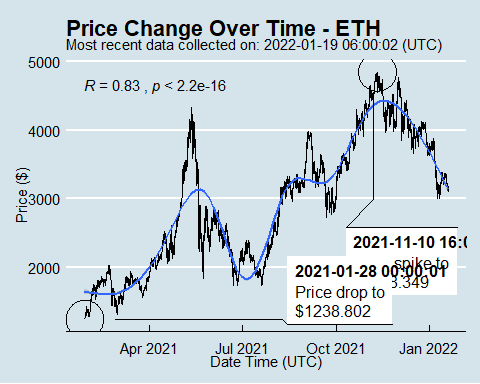 Price Change Over Time - ETH
Most recent data collected on: 2022-01-19 06:00:02 (UTC)
R = 0.83 , p < 2.2e-16
5000
4000
3000
2000
Price ($)
2021-11-10 16:0
spike to
.349
2021-01-28 00:00:01
Price drop to
$1238.802
Apr 2021
Jul 2021
Oct 2021
Jan 2022
Date Time (UTC)